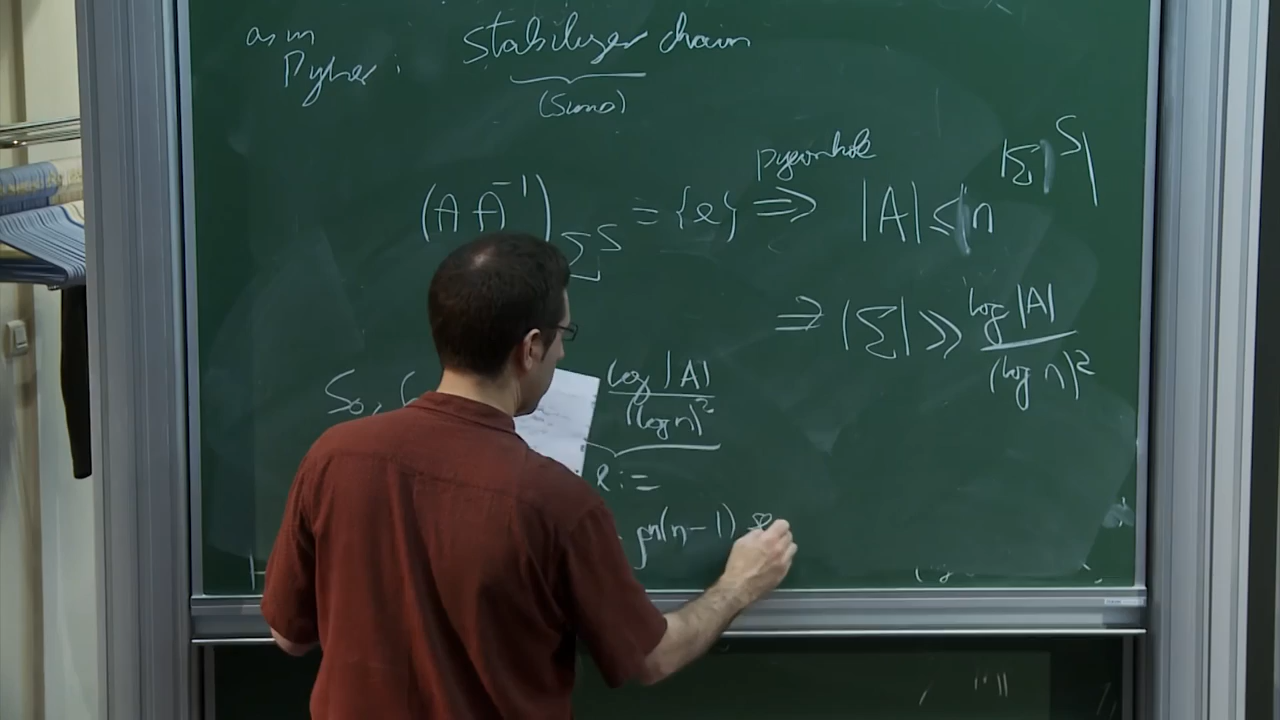 as in stabilizer chain
Pyber: (Sims)
(A A^{-1})_{Σ^S} = {e} ⇒ pigeonhole |A| ≤ n^{|Σ^S|}
⇒ |Σ| ≫ log |A| / (log n)^2
So, log |A| / (log n)^2
:=
n(n-1)